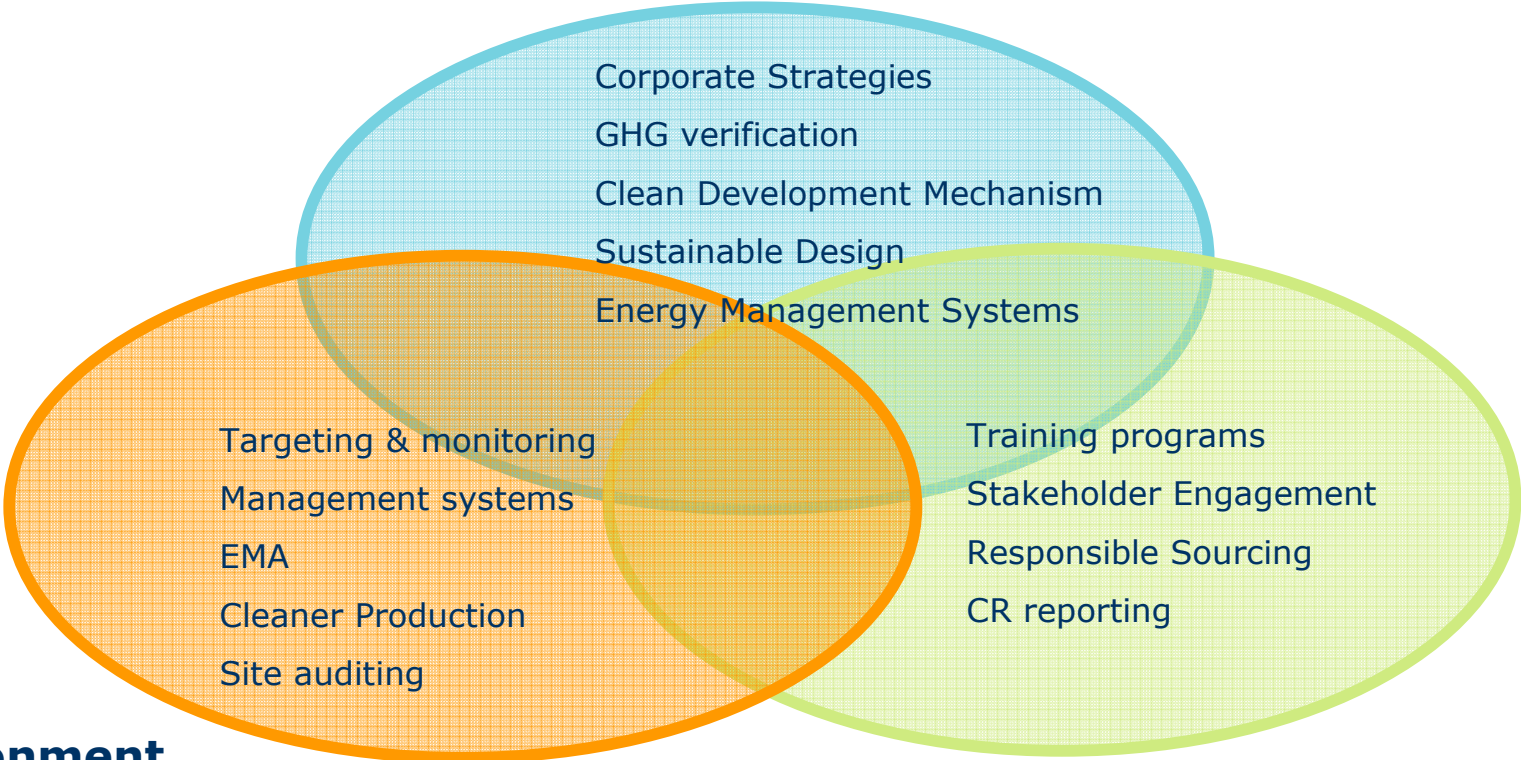 Corporate Strategies
GHG verification
Clean Development Mechanism
Sustainable Design
Energy Management Systems
Targeting & monitoring
Management systems
EMA
Cleaner Production
Site auditing
Training programs
Stakeholder Engagement
Responsible Sourcing
CR reporting
onment